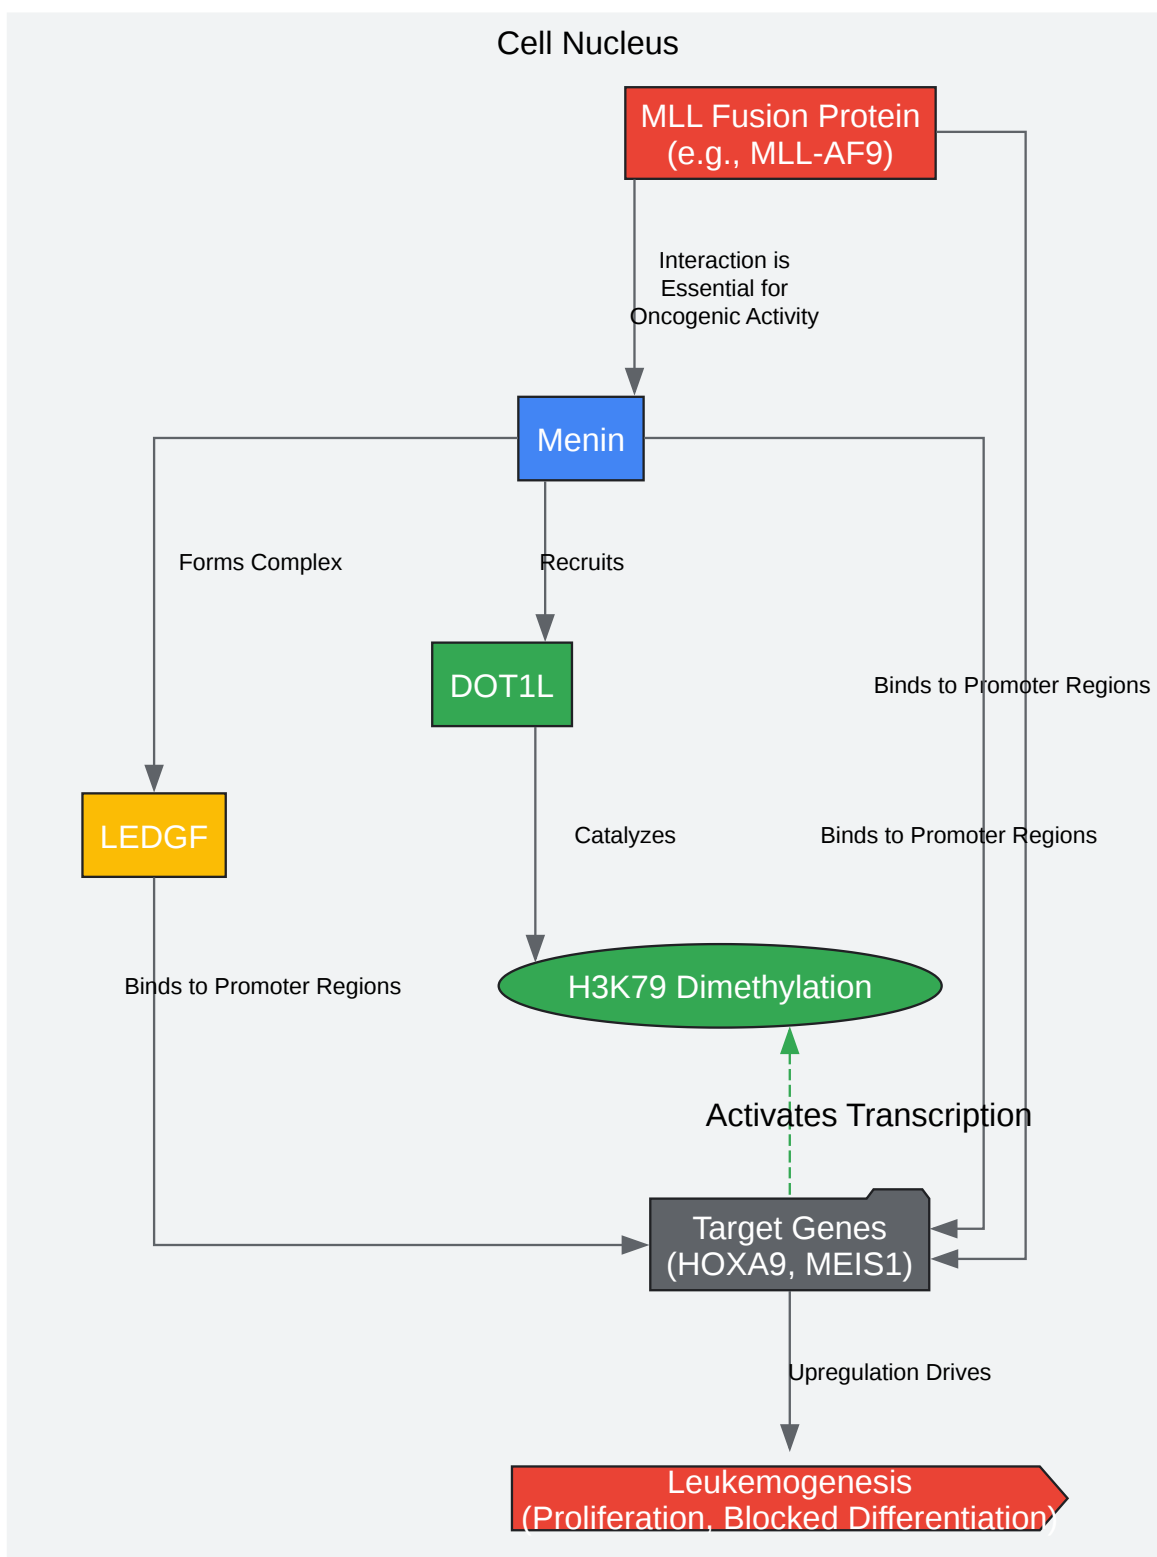 Cell Nucleus
MLL Fusion Protein
(e.g., MLL-AF9)
Interaction is
Essential for
Oncogenic Activity
Menin
Forms Complex
Recruits
DOT1L
Binds to Promoter Regions
LEDGF
Catalyzes
Binds to Promoter Regions
Binds to Promoter Regions
H3K79 Dimethylation
Activates Transcription
Target Genes
(HOXA9, MEIS1)
Upregulation Drives
Leukemogenesis
(Proliferation, Blocked Differentiation)